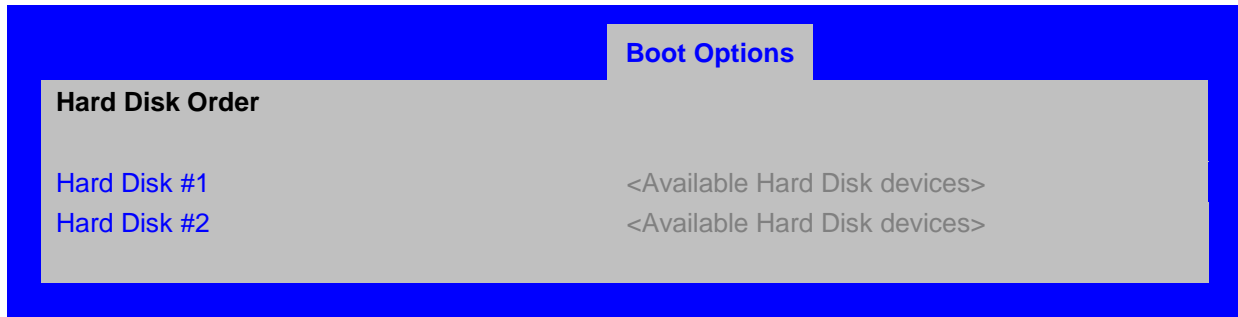 Boot Options
Hard Disk Order
Hard Disk #1 <Available Hard Disk devices>
Hard Disk #2 <Available Hard Disk devices>